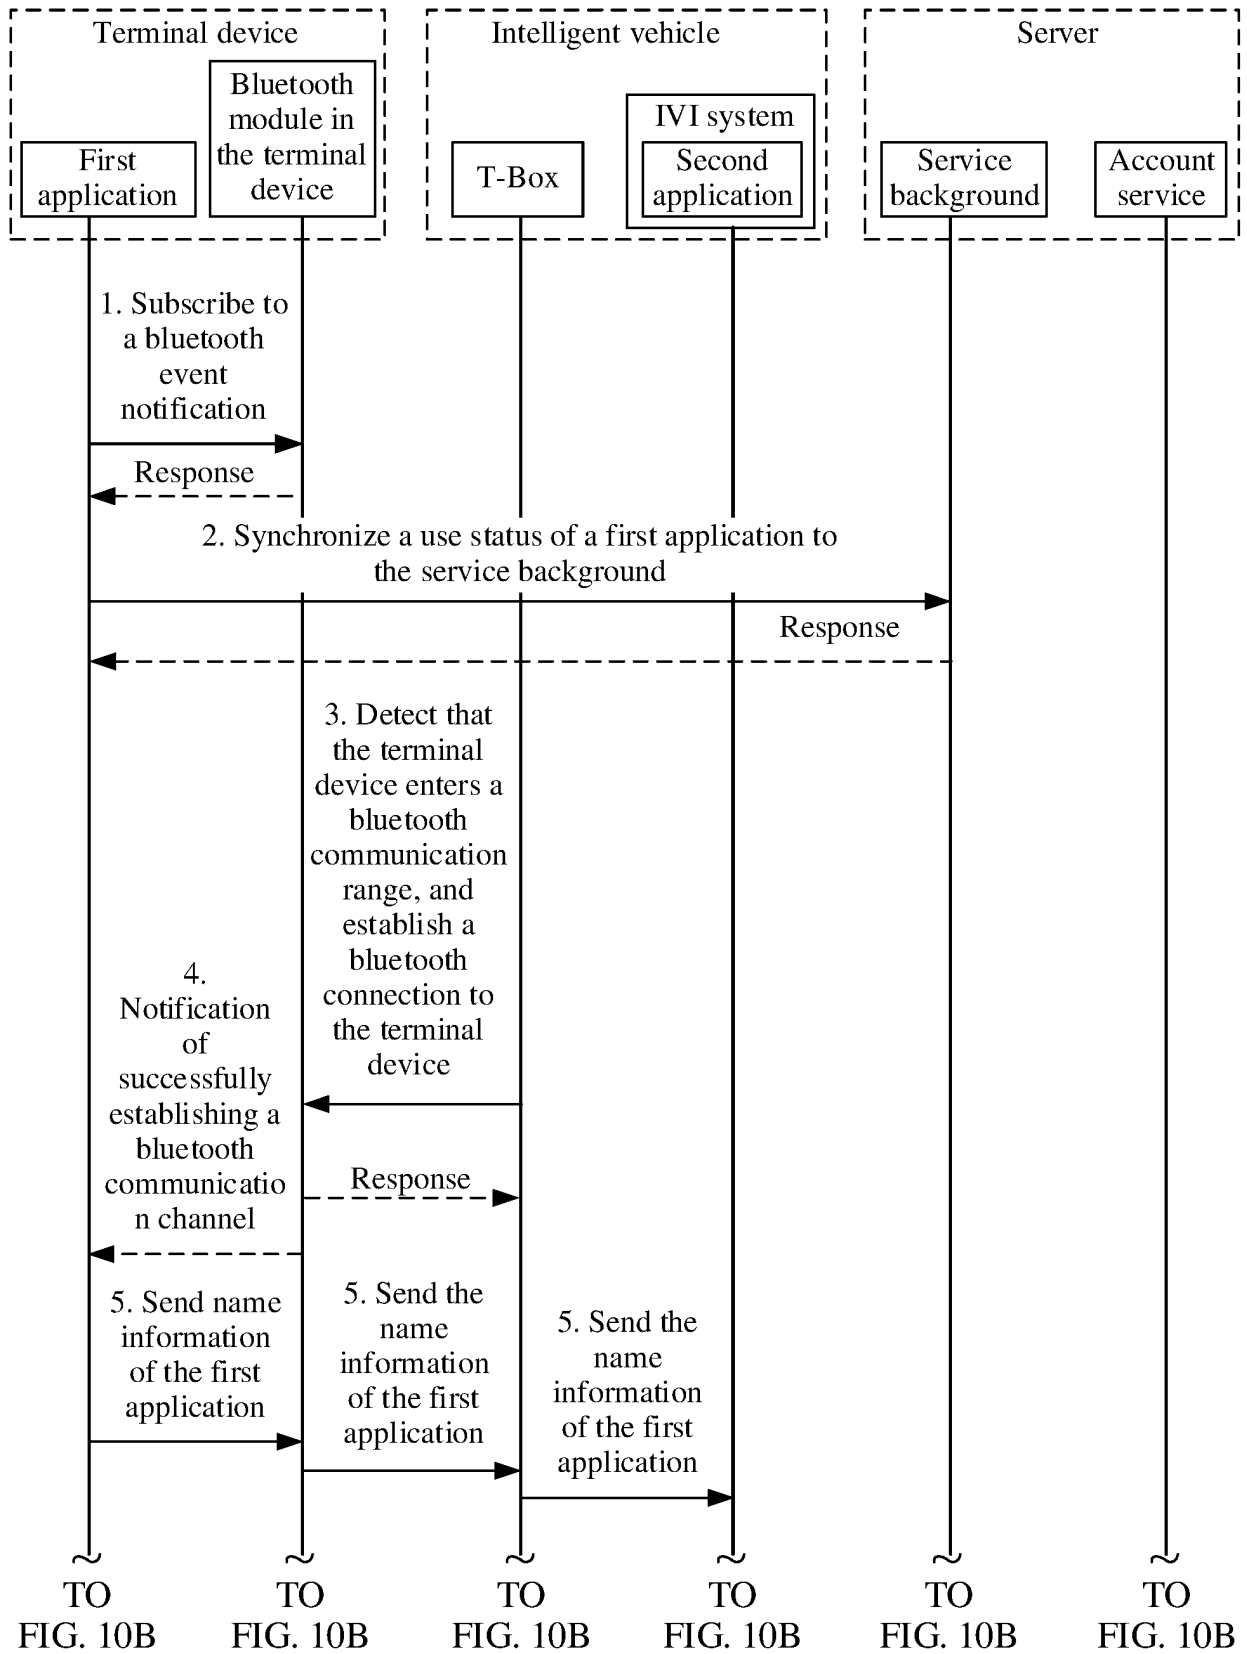 Terminal device
Intelligent vehicle
Server
First
application
Bluetooth
module in
the terminal
device
T-Box
IVI system
Second
application
Service
background
Account
service
1. Subscribe to
a bluetooth
event
notification
Response
2. Synchronize a use status of a first application to
the service background
Response
3. Detect that
the terminal
device enters a
bluetooth
communication
range, and
establish a
bluetooth
connection to
the terminal
device
4.
Notification
of
successfully
establishing a
bluetooth
communicatio
n channel
Response
5. Send name
information
of the first
application
5. Send the
name
information
of the first
application
5. Send the
name
information
of the first
application
TO
FIG. 10B
TO
FIG. 10B
TO
FIG. 10B
TO
FIG. 10B
TO
FIG. 10B
TO
FIG. 10B